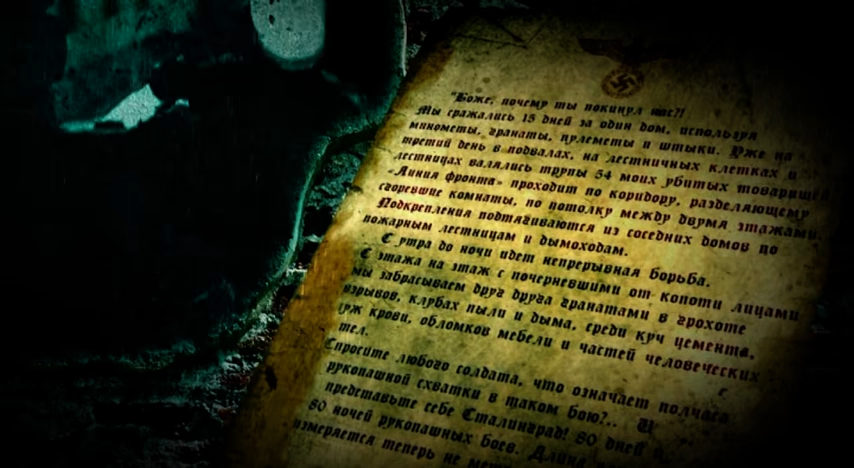 "Боже, почему ты покинул нас?!
Мы сражались 15 дней за один дом, используя
минометы, гранаты, пулеметы и штыки. Уже на
третий день в подвалах, на лестничных клетках и
лестницах валялись трупы 54 моих убитых товарищей
«Линия фронта» проходит по коридору, разделяющему
сгоревшие комнаты, по потолку между двумя этажами.
Подкрепления подтягиваются из соседних домов по
пожарным лестницам и дымоходам.
С утра до ночи идет непрерывная борьба.
С этажа на этаж с почерневшими от копоти лицами
мы забрасываем друг друга гранатами в грохоте
взрывов, клубах пыли и дыма, среди куч цемента,
луж крови, обломков мебели и частей человеческих
тел.
Спросите любого солдата, что означает полчаса
рукопашной схватки в таком бою?.. И
представьте себе Сталинград! 80 дней и
80 ночей рукопашных боев. Длина
измеряется теперь не